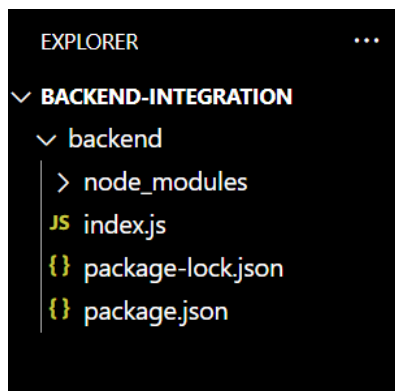 EXPLORER ...
BACKEND-INTEGRATION
backend
node_modules
JS index.js
{} package-lock.json
{} package.json